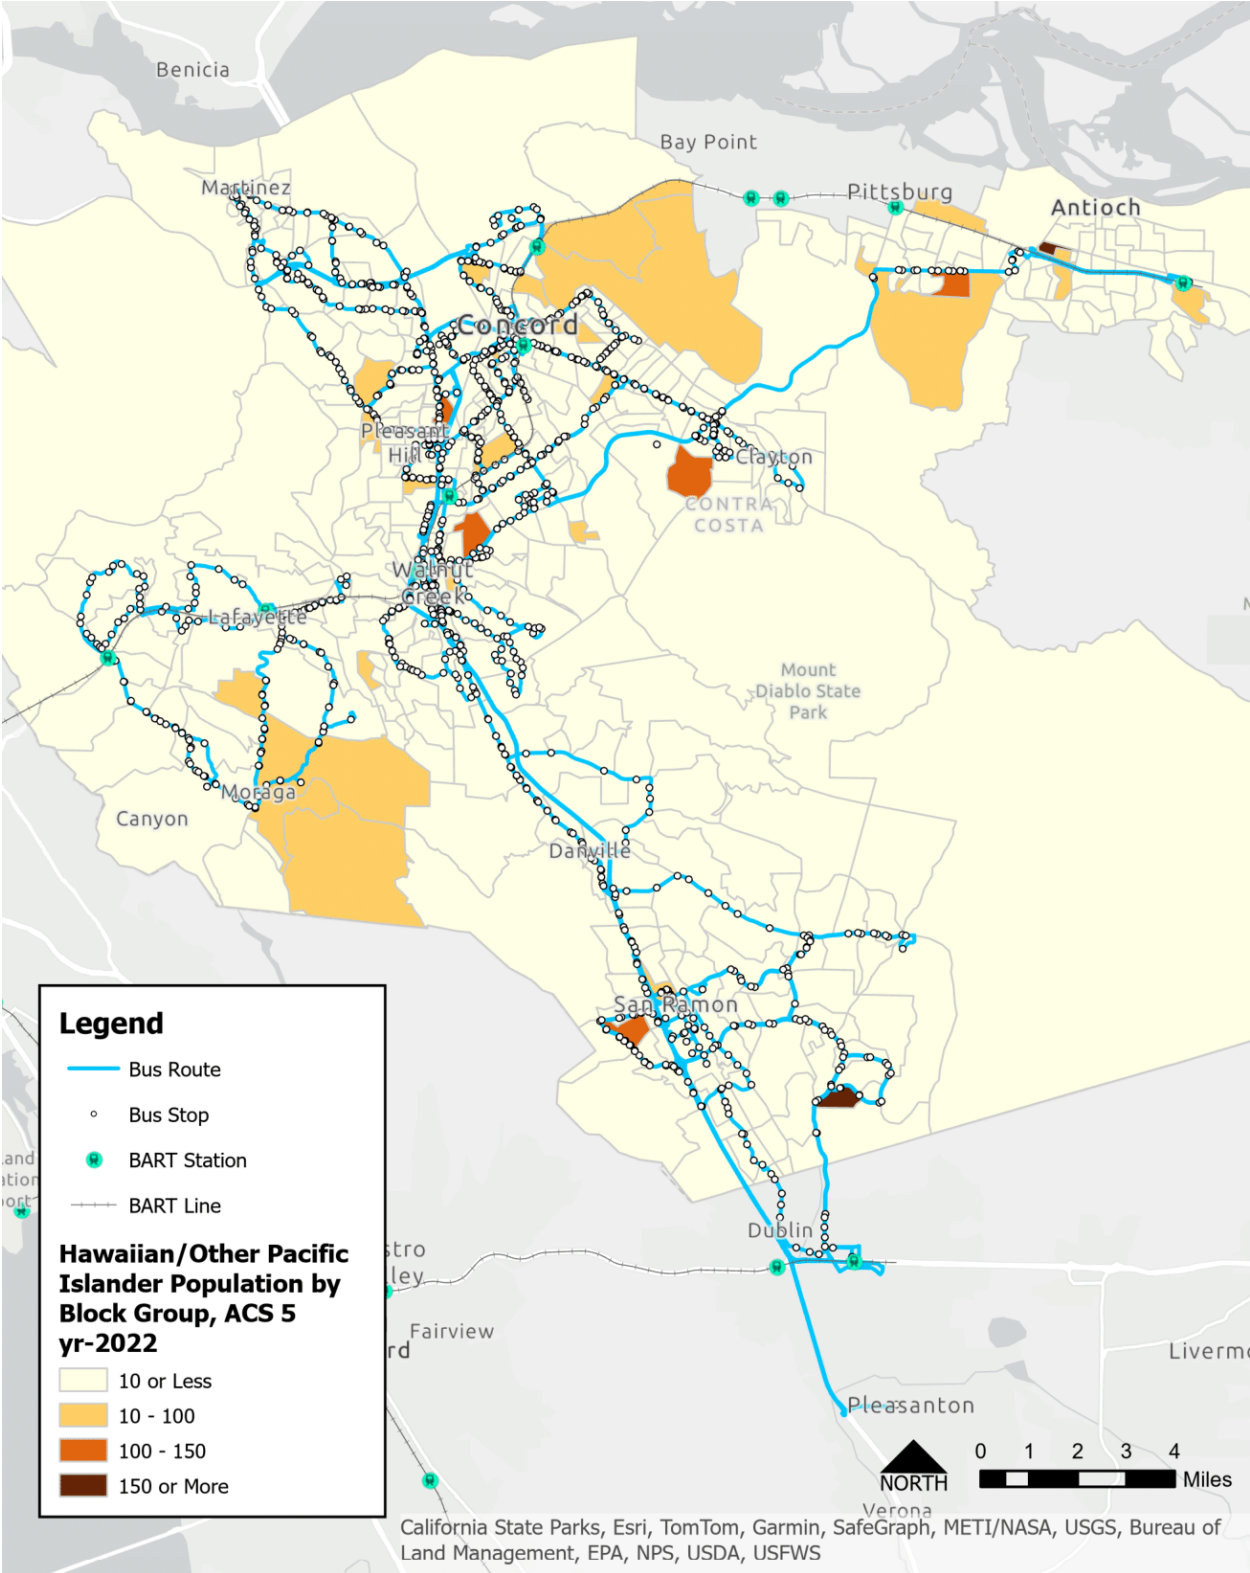 Benicia
Bay Point
Martinez
Pittsburg
Antioch
Concord
Pleasant
Hill
Clayton
CONTRA
COSTA
Walnut
Creek
Lafayette
Mount
Diablo State
Park
Moraga
Canyon
Danville
San Ramon
Legend
Bus Route
Bus Stop
BART Station
BART Line
Hawaiian/Other Pacific
Islander Population by
Block Group, ACS 5
yr-2022
10 or Less
10 - 100
100 - 150
150 or More
Dublin
Fairview
Pleasanton
0 1 2 3 4
Miles
NORTH
Verona
California State Parks, Esri, TomTom, Garmin, SafeGraph, METI/NASA, USGS, Bureau of
Land Management, EPA, NPS, USDA, USFWS